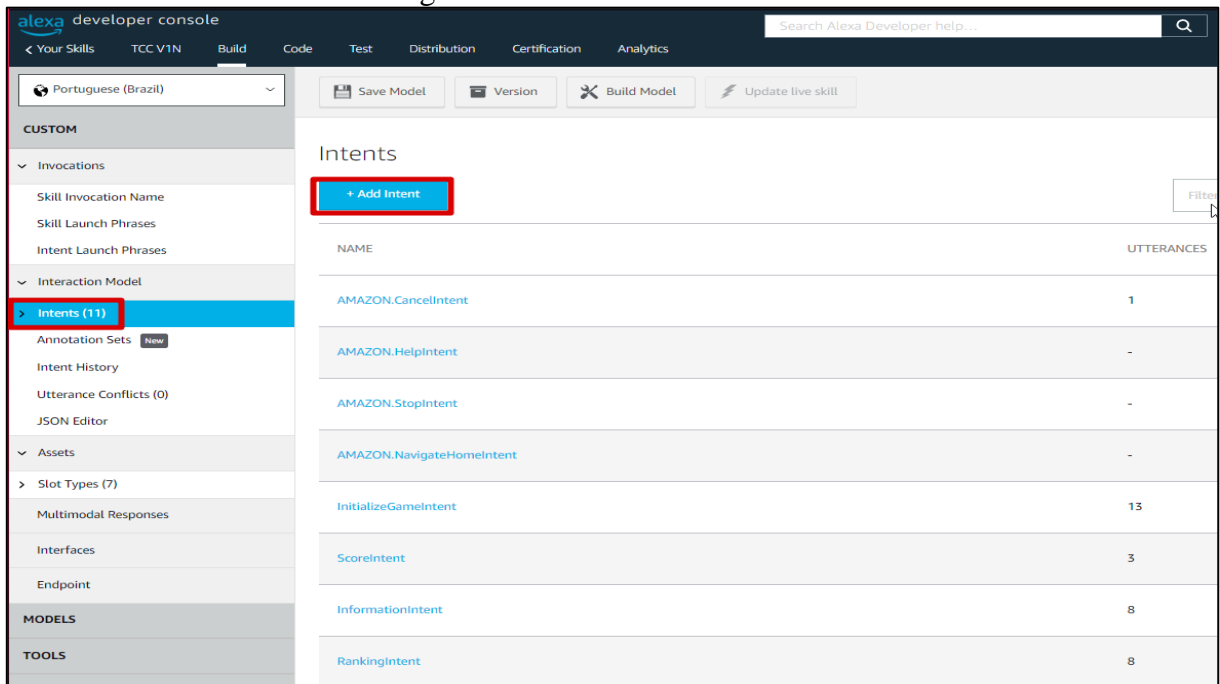 alexa developer console
Search Alexa Developer help...
Your Skills TCC V1N Build Code Test Distribution Certification Analytics
Portuguese (Brazil)
Save Model Version Build Model Update live skill
CUSTOM
Invocations
Skill Invocation Name
Skill Launch Phrases
Intent Launch Phrases
Interaction Model
Intents (11)
Annotation Sets New
Intent History
Utterance Conflicts (0)
JSON Editor
Assets
Slot Types (7)
Multimodal Responses
Interfaces
Endpoint
MODELS
TOOLS
Intents
+ Add Intent
NAME UTTERANCES
AMAZON.CancelIntent 1
AMAZON.HelpIntent -
AMAZON.StopIntent -
AMAZON.NavigateHomeIntent -
InitializeGameIntent 13
ScoreIntent 3
InformationIntent 8
RankingIntent 8